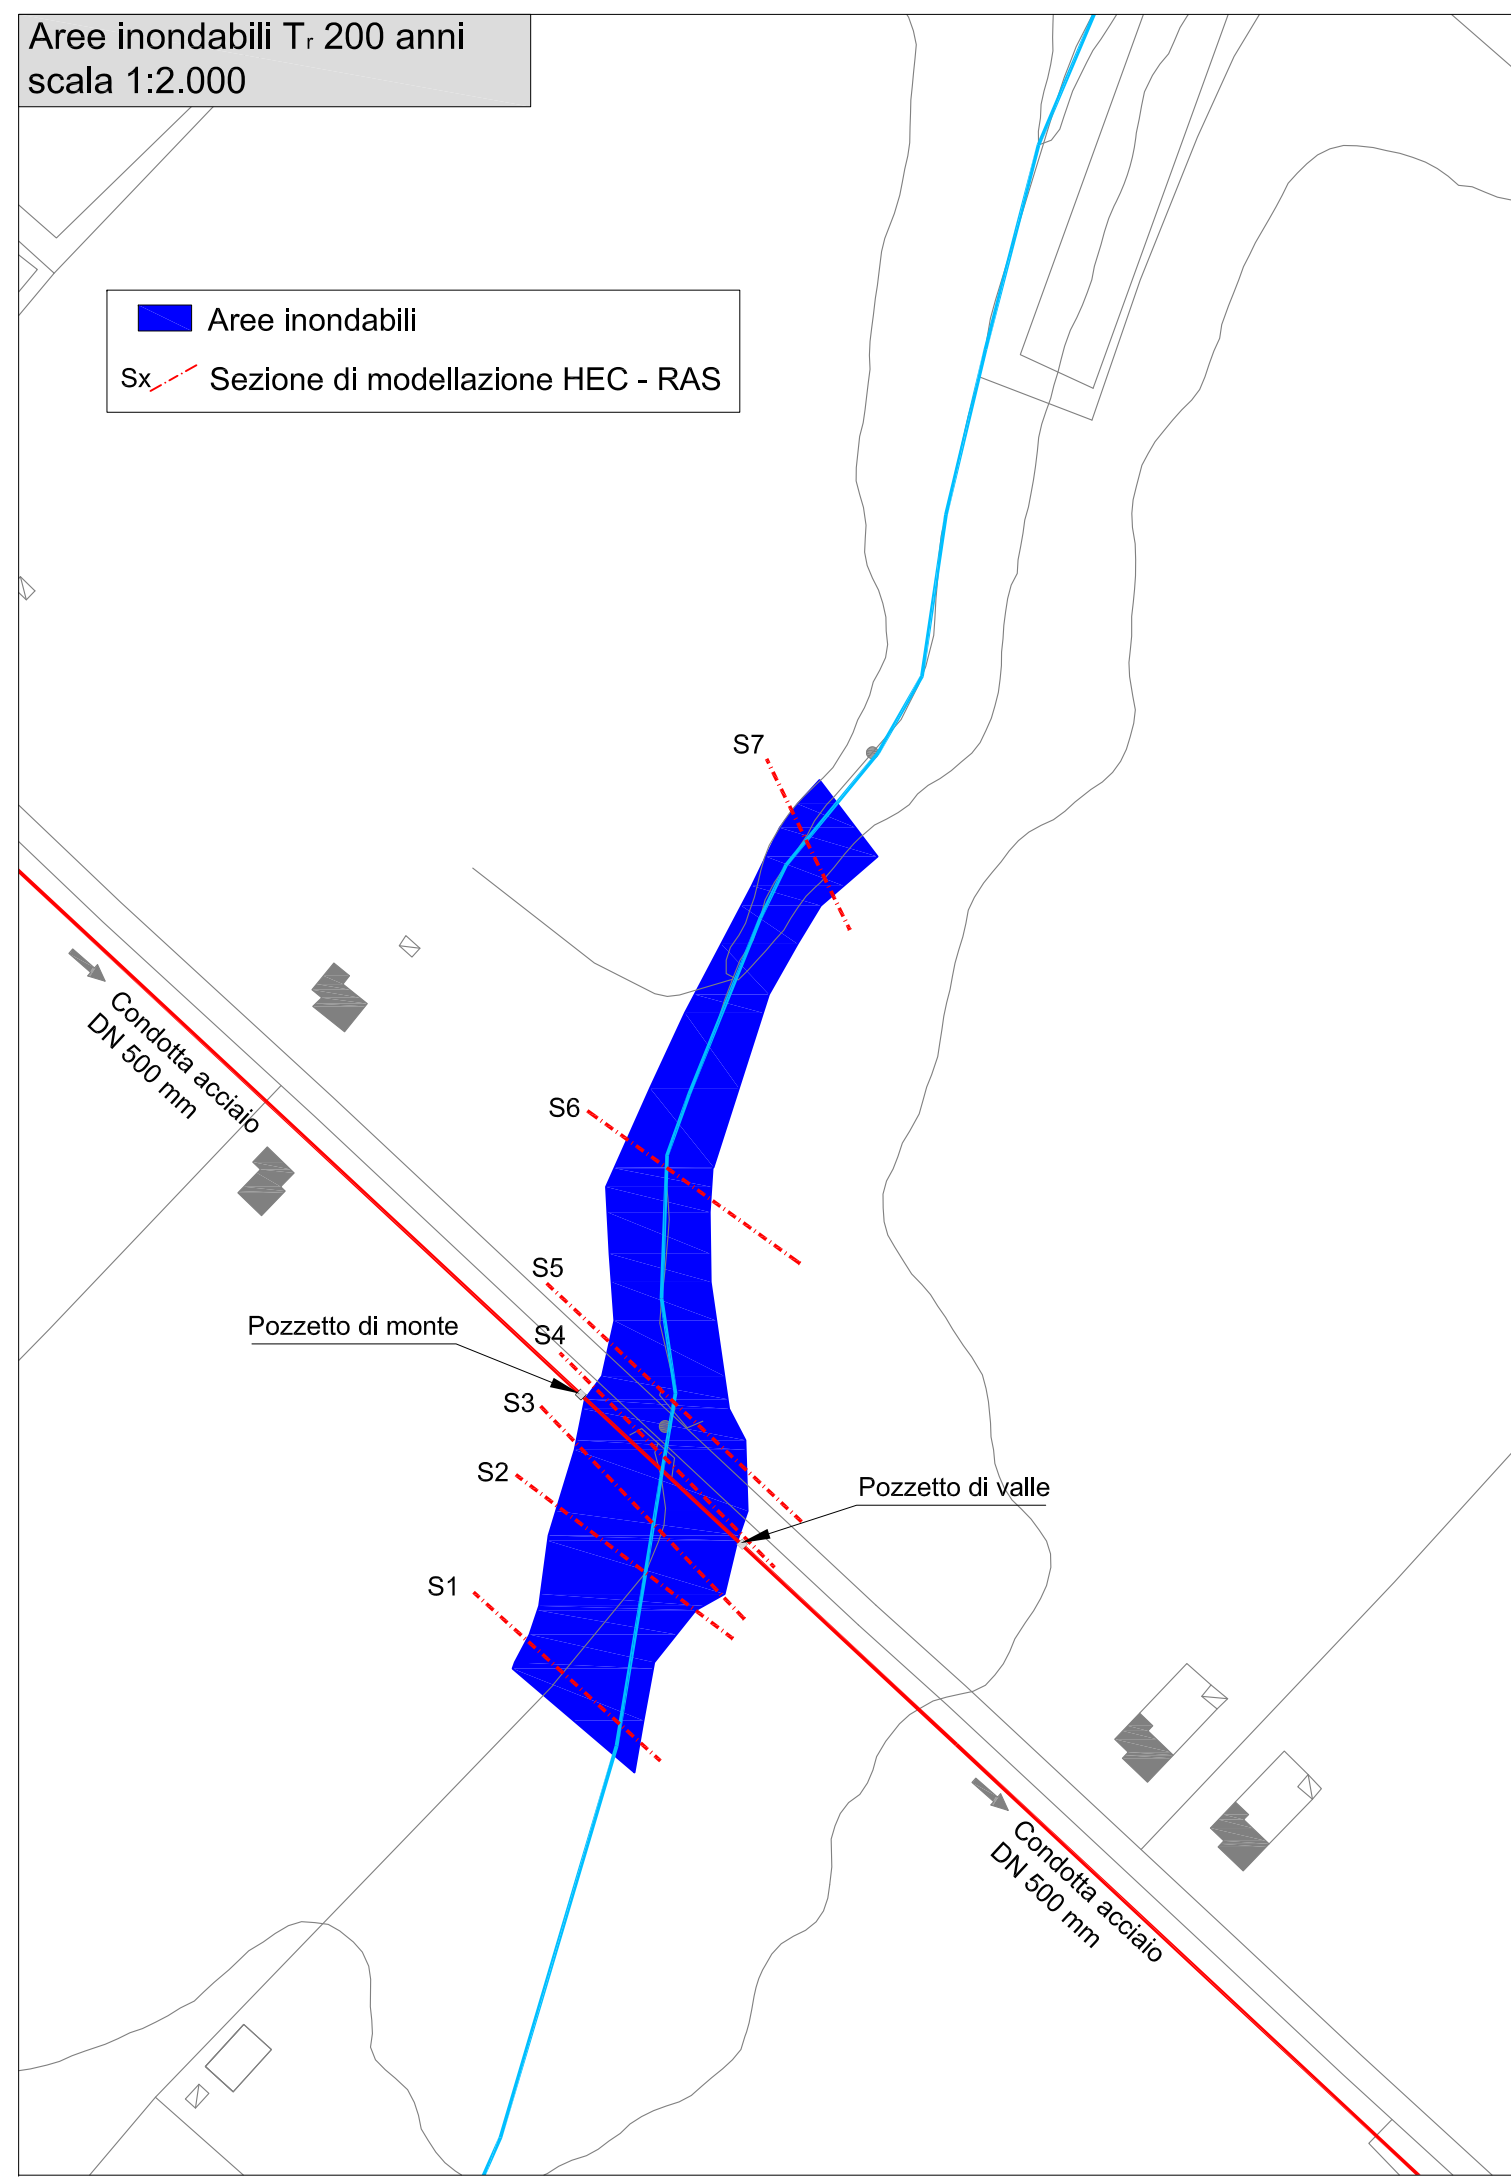 Aree inondabili Tr 200 anni
scala 1:2.000
Aree inondabili
Sx
Sezione di modellazione HEC - RAS
S7
Condotta acciaio
DN 500 mm
S6
S5
Pozzetto di monte
S4
S3
S2
Pozzetto di valle
S1
Condotta acciaio
DN 500 mm